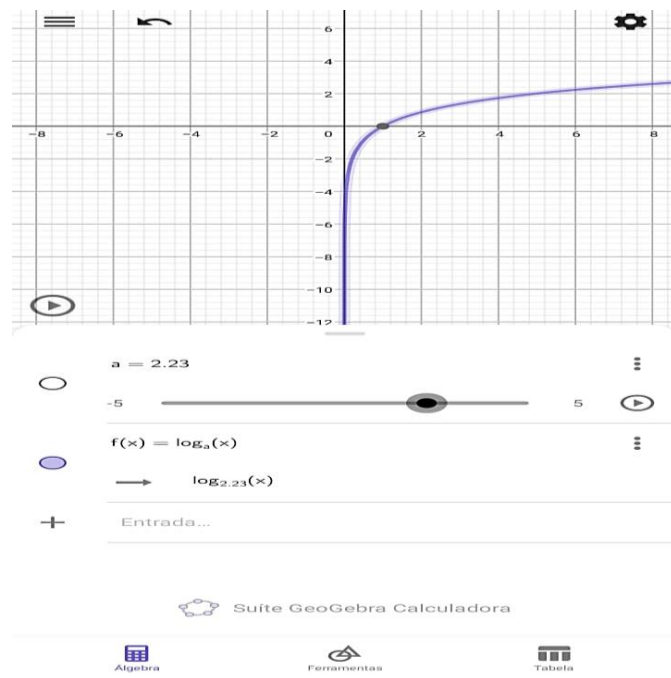 6
4
2
-8 -6 -4 -2 0 2 4 6 8
-2
-4
-6
-8
-10
-12
a = 2.23
-5 5
f(x) = logₐ(x)
→ log₂.₂₃(x)
+ Entrada...
Suíte GeoGebra Calculadora
Álgebra Ferramentas Tabela